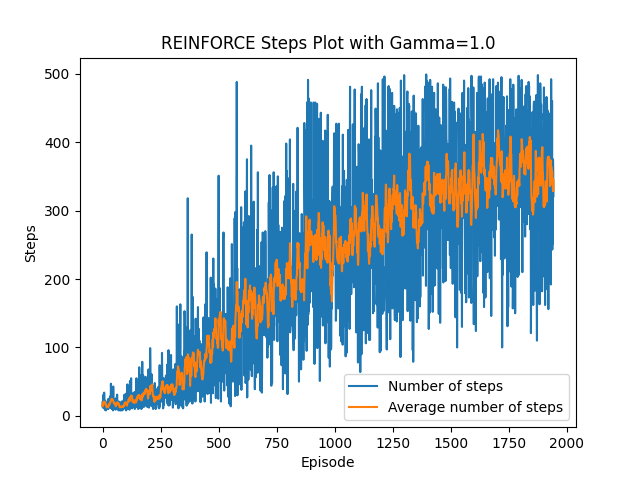 REINFORCE Steps Plot with Gamma=1.0
500
400
300
200
100
0
Steps
Number of steps
Average number of steps
0 250 500 750 1000 1250 1500 1750 2000
Episode